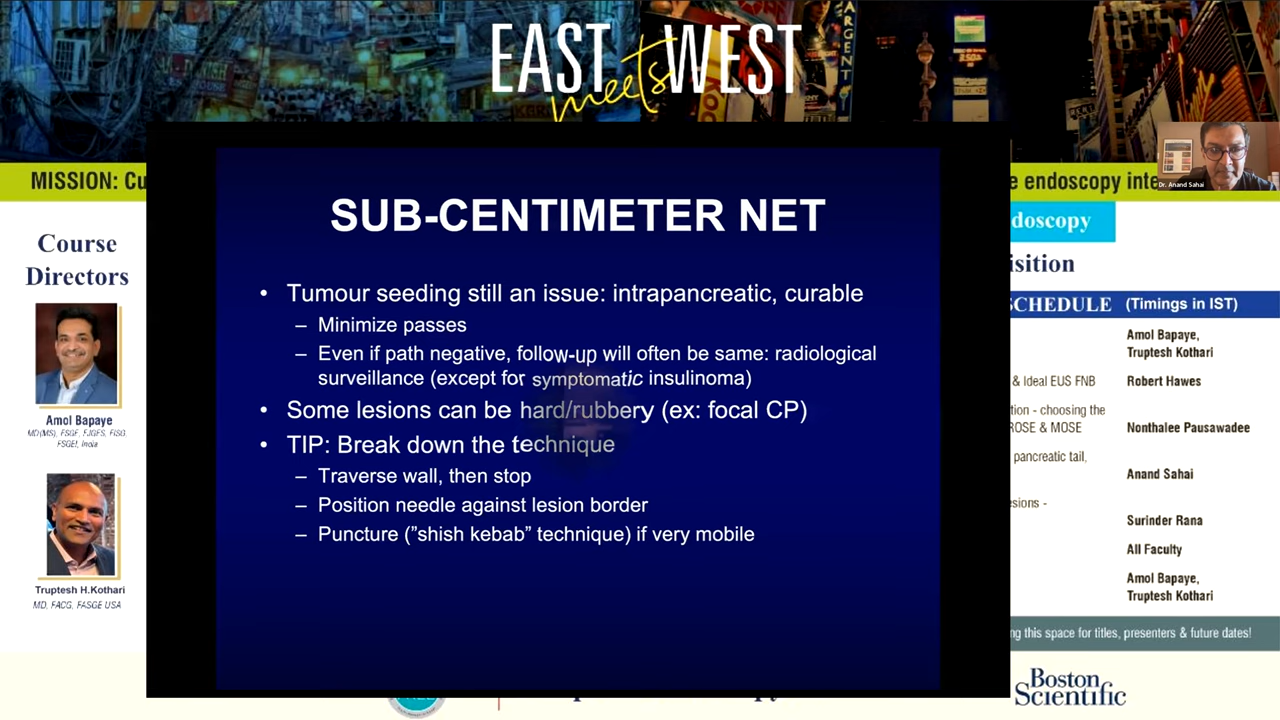 EAST meets WEST
MISSION: Cu
e endoscopy inte
Dr. Anand Sahai
doscopy
isition
Course
Directors
Amol Bapaye
MD(MS), FSGF, FJGES, FISG,
FSGEI, India
Truptesh H.Kothari
MD, FACG, FASGE USA
SUB-CENTIMETER NET
• Tumour seeding still an issue: intrapancreatic, curable
– Minimize passes
– Even if path negative, follow-up will often be same: radiological
surveillance (except for symptomatic insulinoma)
• Some lesions can be hard/rubbery (ex: focal CP)
• TIP: Break down the technique
– Traverse wall, then stop
– Position needle against lesion border
– Puncture ("shish kebab" technique) if very mobile
SCHEDULE (Timings in IST)
Amol Bapaye,
Truptesh Kothari
& Ideal EUS FNB Robert Hawes
tion - choosing the
ROSE & MOSE Nonthalee Pausawadee
pancreatic tail,
Anand Sahai
esions -
Surinder Rana
All Faculty
Amol Bapaye,
Truptesh Kothari
ng this space for titles, presenters & future dates!
Boston
Scientific